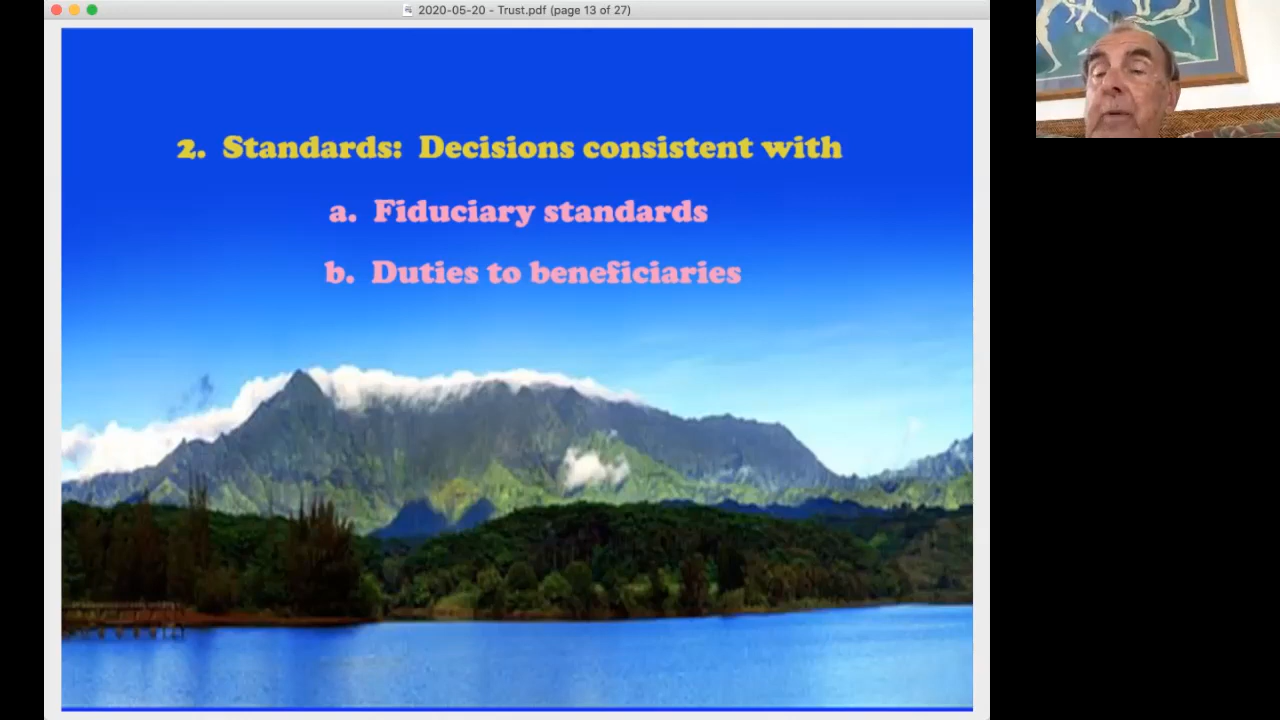 2020-05-20 - Trust.pdf (page 13 of 27)
2. Standards: Decisions consistent with
a. Fiduciary standards
b. Duties to beneficiaries